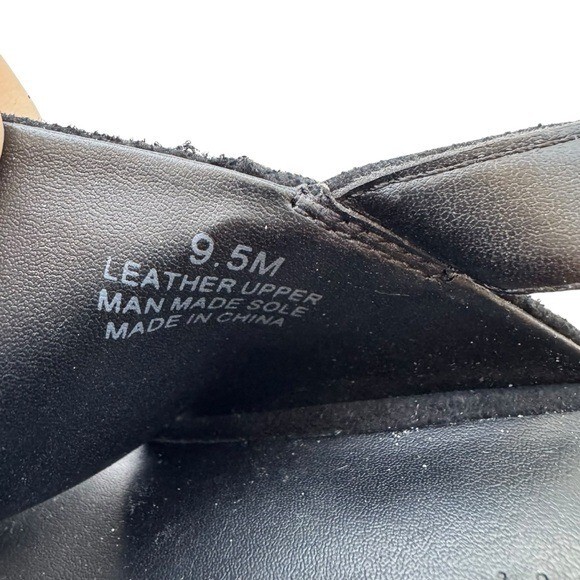 9.5M
LEATHER UPPER
MAN MADE SOLE
MADE IN CHINA